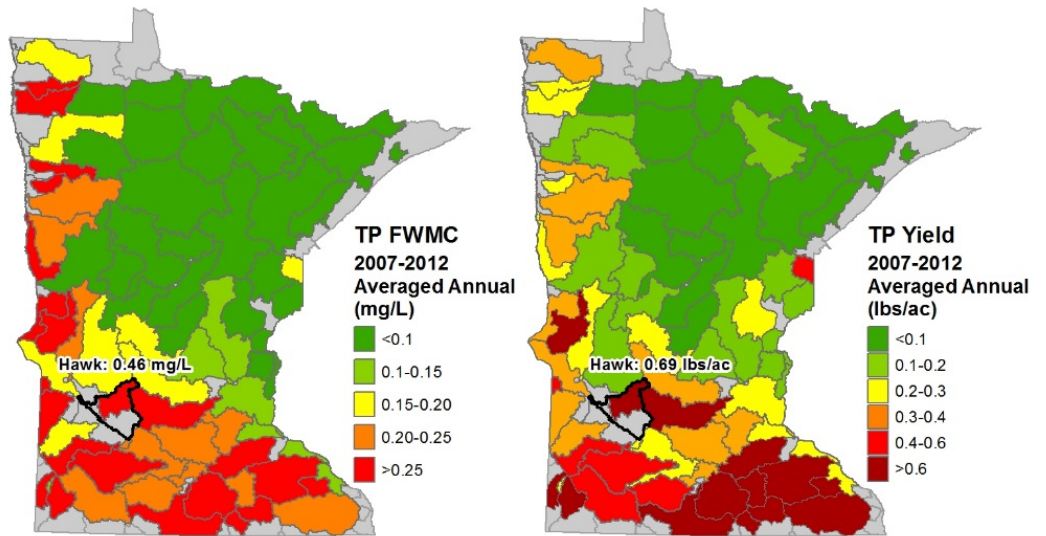 TP FWMC
2007-2012
Averaged Annual
(mg/L)
<0.1
0.1-0.15
0.15-0.20
0.20-0.25
>0.25
Hawk: 0.46 mg/L
TP Yield
2007-2012
Averaged Annual
(lbs/ac)
<0.1
0.1-0.2
0.2-0.3
0.3-0.4
0.4-0.6
>0.6
Hawk: 0.69 lbs/ac